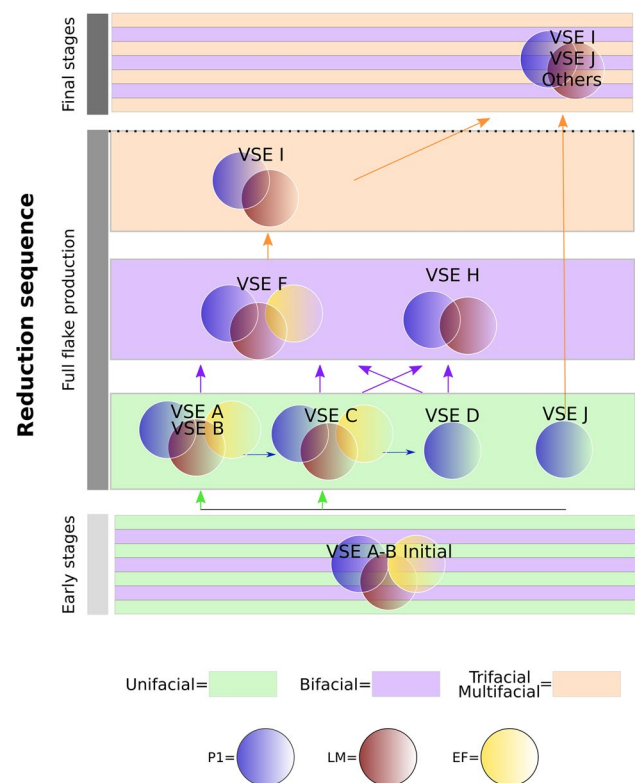 Final stages
VSE I
VSE J
Others
Reduction sequence
Full flake production
VSE I
VSE F
VSE H
VSE A
VSE B
VSE C
VSE D
VSE J
Early stages
VSE A-B Initial
Unifacial=
Bifacial=
Trifacial
Multifacial=
P1=
LM=
EF=